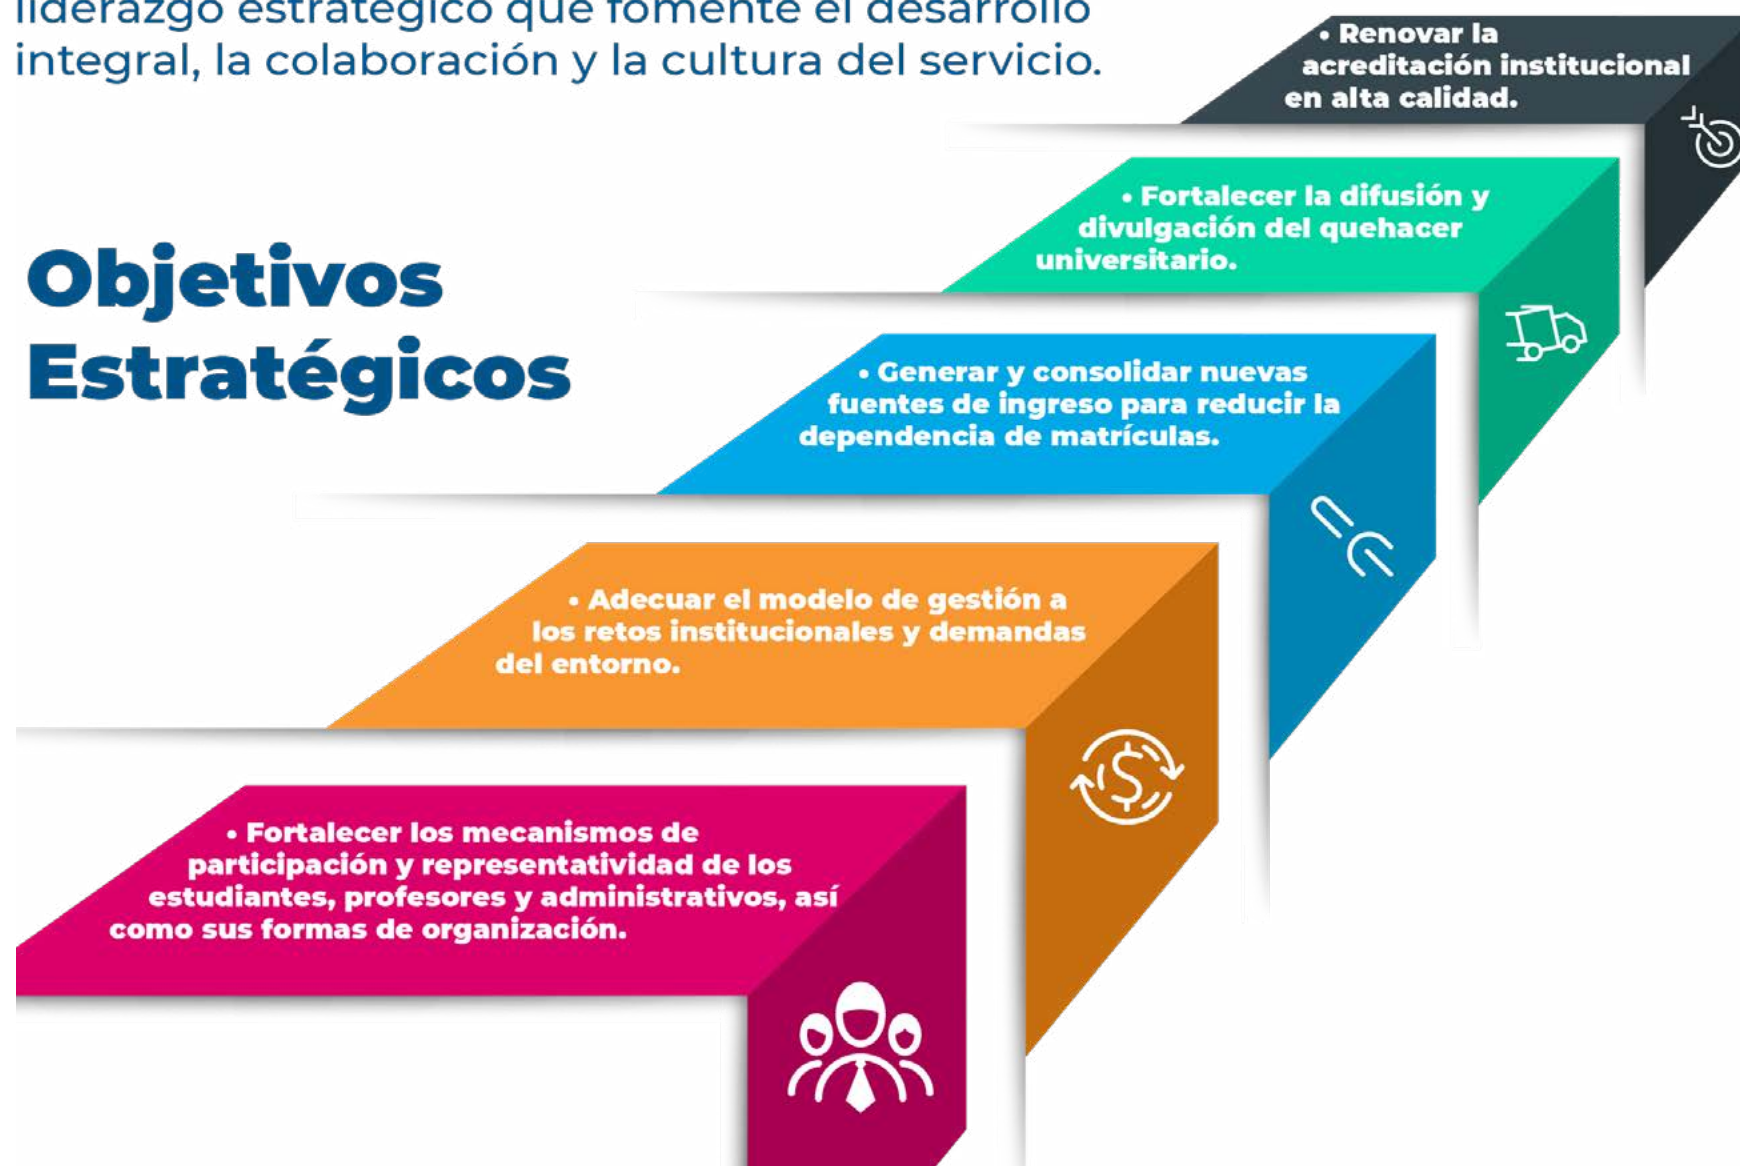 liderazgo estratégico que fomente el desarrollo
integral, la colaboración y la cultura del servicio.
Objetivos
Estratégicos
• Renovar la
acreditación institucional
en alta calidad.
• Fortalecer la difusión y
divulgación del quehacer
universitario.
• Generar y consolidar nuevas
fuentes de ingreso para reducir la
dependencia de matrículas.
• Adecuar el modelo de gestión a
los retos institucionales y demandas
del entorno.
$
• Fortalecer los mecanismos de
participación y representatividad de los
estudiantes, profesores y administrativos, así
como sus formas de organización.